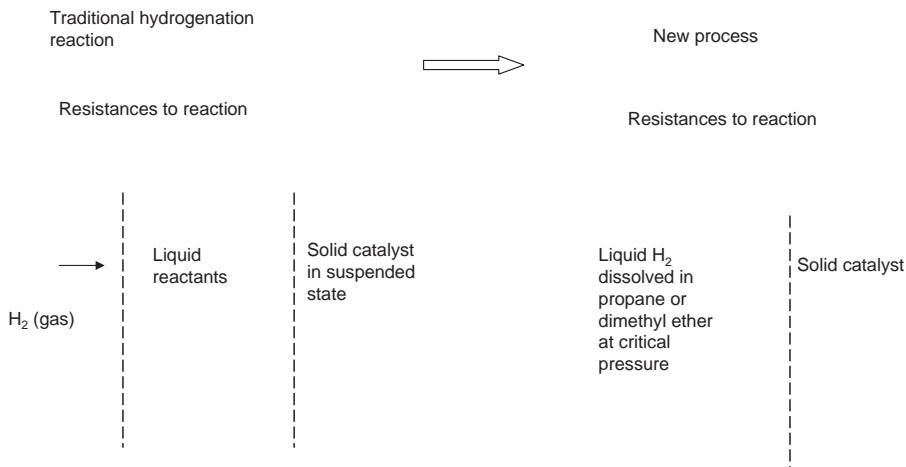 Traditional hydrogenation
reaction
New process
Resistances to reaction
Resistances to reaction
Liquid
reactants
Solid catalyst
in suspended
state
H₂ (gas)
Liquid H₂
dissolved in
propane or
dimethyl ether
at critical
pressure
Solid catalyst